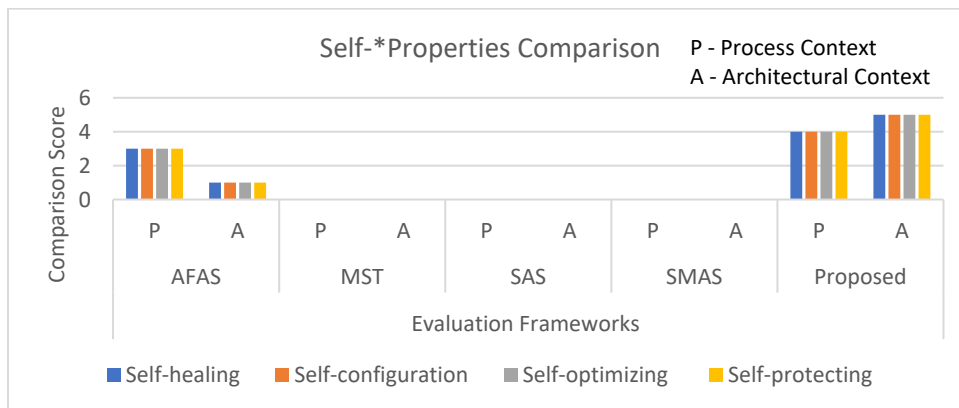 Self-*Properties Comparison
P - Process Context
A - Architectural Context
Comparison Score
6
4
2
0
P A P A P A P A P A
AFAS MST SAS SMAS Proposed
Evaluation Frameworks
Self-healing Self-configuration Self-optimizing Self-protecting